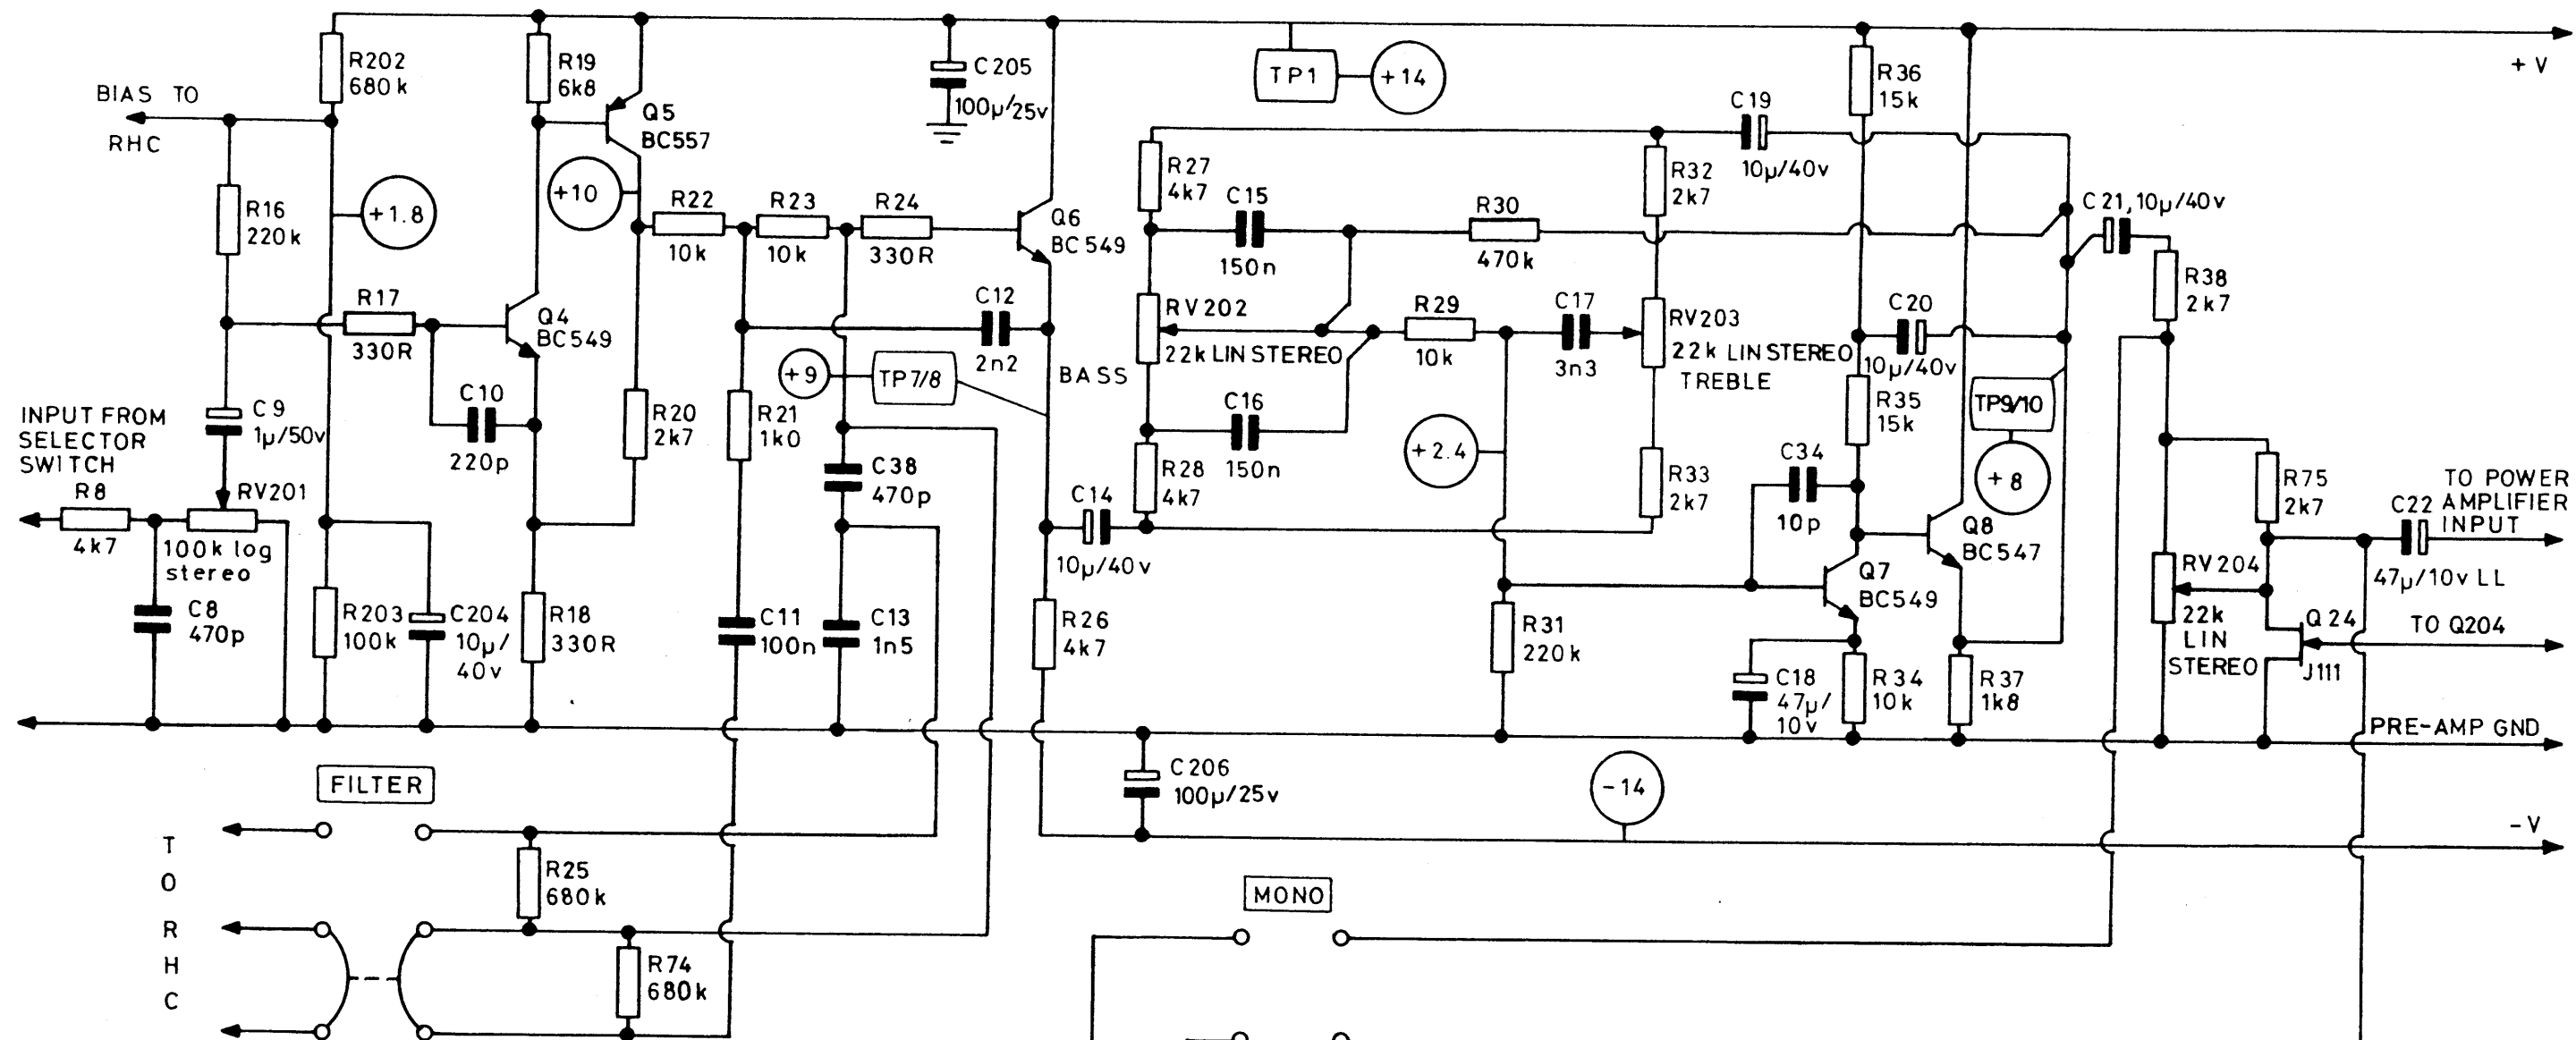 R202
680k
R19
6k8
Q5
BC557
C205
100µ/25v
TP1
+14
R36
15k
+V
BIAS TO
RHC
C19
10µ/40v
R16
220k
+1.8
+10
R22
10k
R23
10k
R24
330R
Q6
BC549
R27
4k7
C15
150n
R30
470k
R32
2k7
C21, 10µ/40v
R38
2k7
R17
330R
Q4
BC549
C12
2n2
RV202
22k LIN STEREO
BASS
R29
10k
C17
3n3
RV203
22k LIN STEREO
TREBLE
C20
10µ/40v
+9
TP7/8
C10
220p
R20
2k7
R21
1k0
C16
150n
+2.4
R35
15k
TP9/10
+8
INPUT FROM
SELECTOR
SWITCH
C9
1µ/50v
R8
4k7
RV201
100k log
stereo
C38
470p
R28
4k7
C14
10µ/40v
R33
2k7
C34
10p
Q8
BC547
R75
2k7
TO POWER
AMPLIFIER
INPUT
C22
47µ/10v LL
C8
470p
R203
100k
C204
10µ/
40v
R18
330R
C11
100n
C13
1n5
R26
4k7
R31
220k
Q7
BC549
C18
47µ/
10v
R34
10k
R37
1k8
RV204
22k
LIN
STEREO
Q24
J111
TO Q204
PRE-AMP GND
FILTER
C206
100µ/25v
-14
-V
TO RHC
R25
680k
R74
680k
MONO